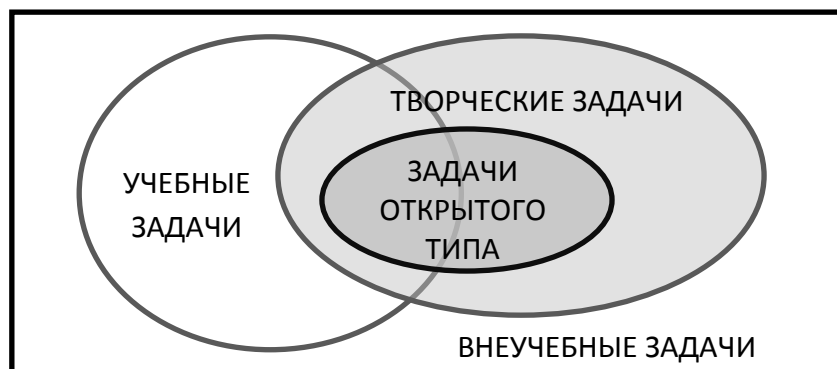 ТВОРЧЕСКИЕ ЗАДАЧИ
УЧЕБНЫЕ
ЗАДАЧИ
ЗАДАЧИ
ОТКРЫТОГО
ТИПА
ВНЕУЧЕБНЫЕ ЗАДАЧИ